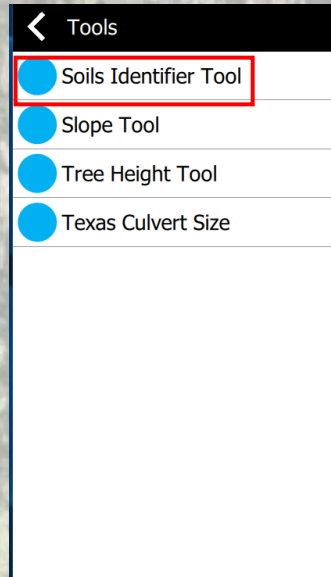 Tools
Soils Identifier Tool
Slope Tool
Tree Height Tool
Texas Culvert Size